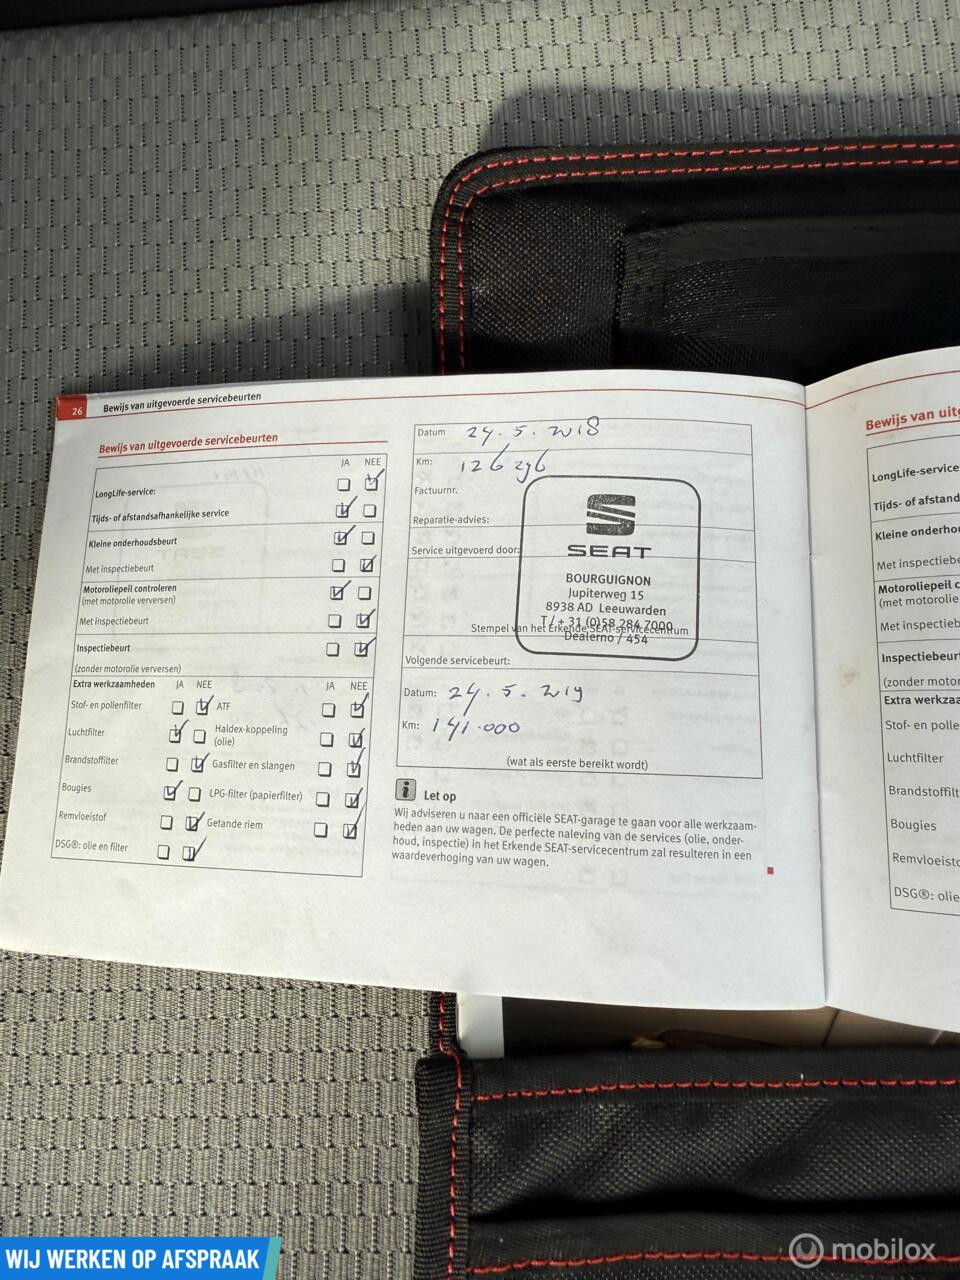 26 Bewijs van uitgevoerde servicebeurten
Bewijs van uitgevoerde servicebeurten
JA NEE
LongLife-service:
Tijds- of afstandsafhankelijke service
Kleine onderhoudsbeurt
Met inspectiebeurt
Motoroliepeil controleren
(met motorolie verversen)
Met inspectiebeurt
Inspectiebeurt
(zonder motorolie verversen)
Extra werkzaamheden JA NEE JA NEE
Stof- en pollenfilter ATF
Luchtfilter Haldex-koppeling
(olie)
Brandstoffilter Gasfilter en slangen
Bougies LPG-filter (papierfilter)
Remvloeistof Getande riem
DSG®: olie en filter
Datum 24.5.2018
Km: 126296
Factuurnr.
Reparatie-advies:
Service uitgevoerd door:
SEAT
BOURGUIGNON
Jupiterweg 15
8938 AD Leeuwarden
T/+31 (0)58 284 7000
Stempel van het Erkende SEAT-servicecentrum
Dealerno / 454
Volgende servicebeurt:
Datum: 24.5.2019
Km: 141.000
(wat als eerste bereikt wordt)
i Let op
Wij adviseren u naar een officiële SEAT-garage te gaan voor alle werkzaam-
heden aan uw wagen. De perfecte naleving van de services (olie, onder-
houd, inspectie) in het Erkende SEAT-servicecentrum zal resulteren in een
waardeverhoging van uw wagen.
Bewijs van uitg
LongLife-service
Tijds- of afstand
Kleine onderhou
Met inspectiebe
Motoroliepeil c
(met motorolie
Met inspectieb
Inspectiebeurt
(zonder motor
Extra werkza
Stof- en polle
Luchtfilter
Brandstoffilt
Bougies
Remvloeisto
DSG®: olie
WIJ WERKEN OP AFSPRAAK
mobilox